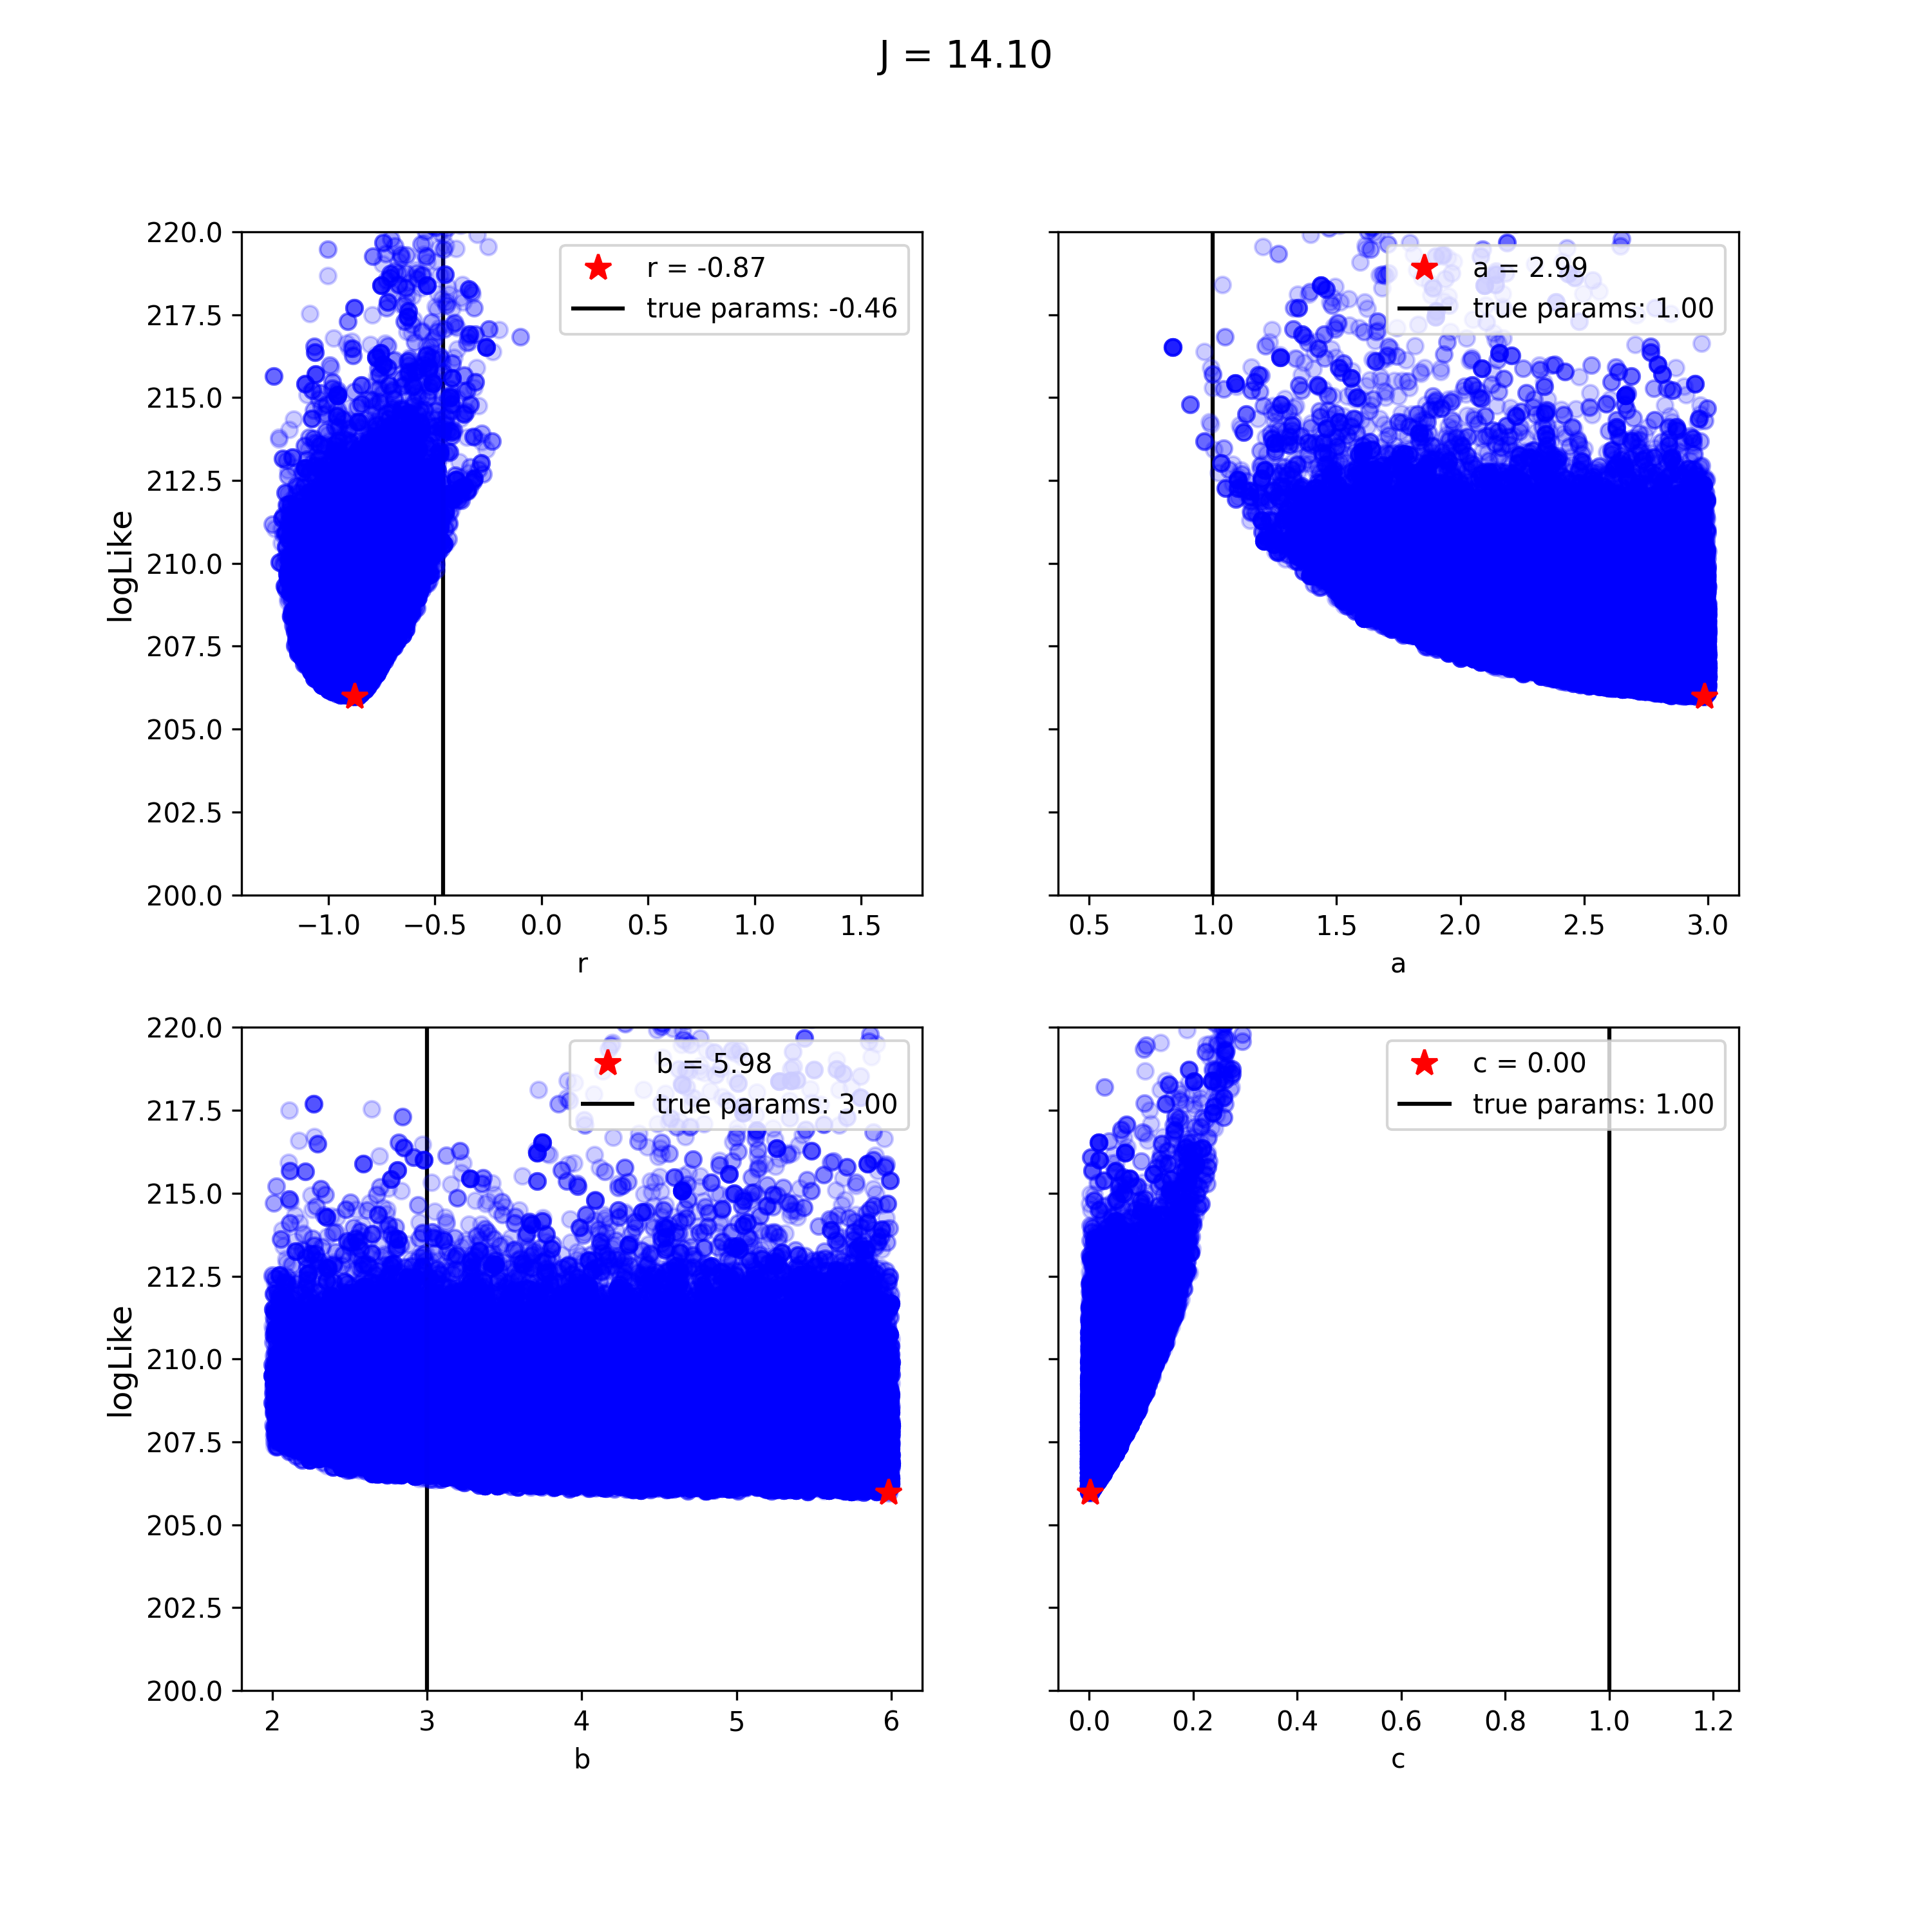 J = 14.10
220.0
217.5
215.0
212.5
210.0
207.5
205.0
202.5
200.0
logLike
r = -0.87
true params: -0.46
−1.0 −0.5 0.0 0.5 1.0 1.5
r
a = 2.99
true params: 1.00
0.5 1.0 1.5 2.0 2.5 3.0
a
220.0
217.5
215.0
212.5
210.0
207.5
205.0
202.5
200.0
logLike
b = 5.98
true params: 3.00
2 3 4 5 6
b
c = 0.00
true params: 1.00
0.0 0.2 0.4 0.6 0.8 1.0 1.2
c